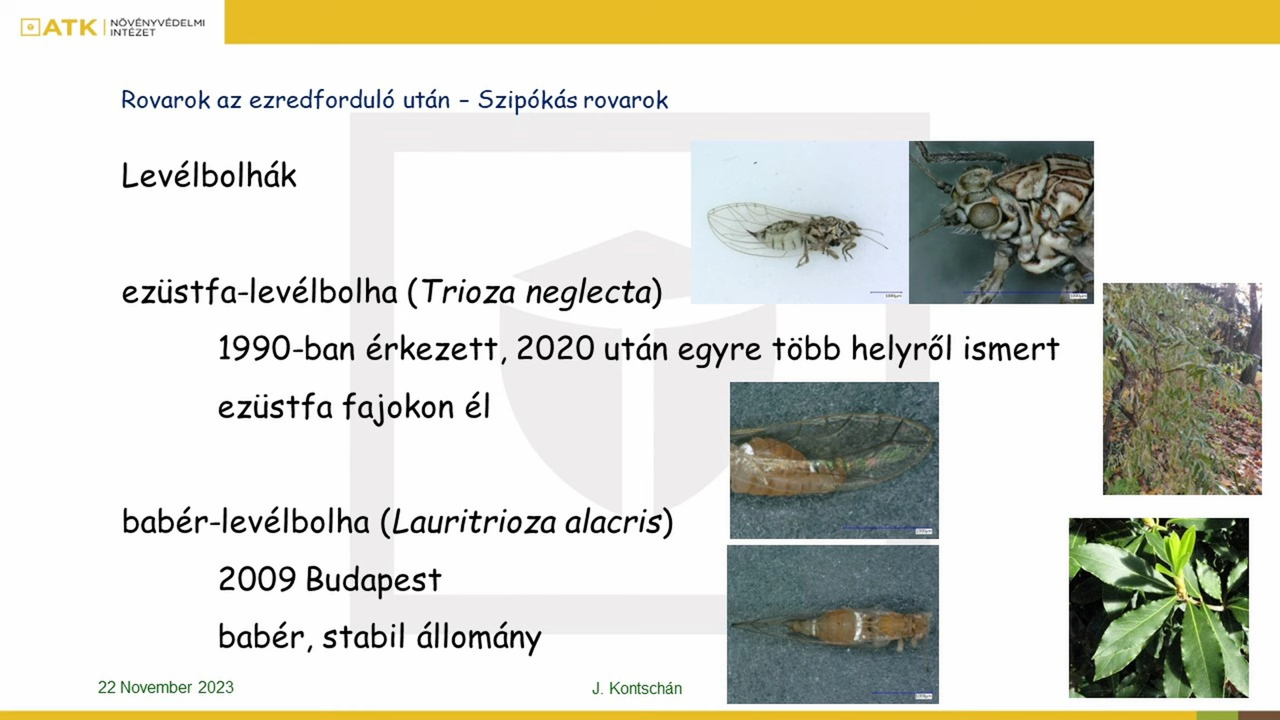 ATK NÖVÉNYVÉDELMI
INTÉZET
Rovarok az ezredforduló után – Szipókás rovarok
Levélbolhák
ezüstfa-levélbolha (Trioza neglecta)
1990-ban érkezett, 2020 után egyre több helyről ismert
ezüstfa fajokon él
babér-levélbolha (Lauritrioza alacris)
2009 Budapest
babér, stabil állomány
22 November 2023
J. Kontschán